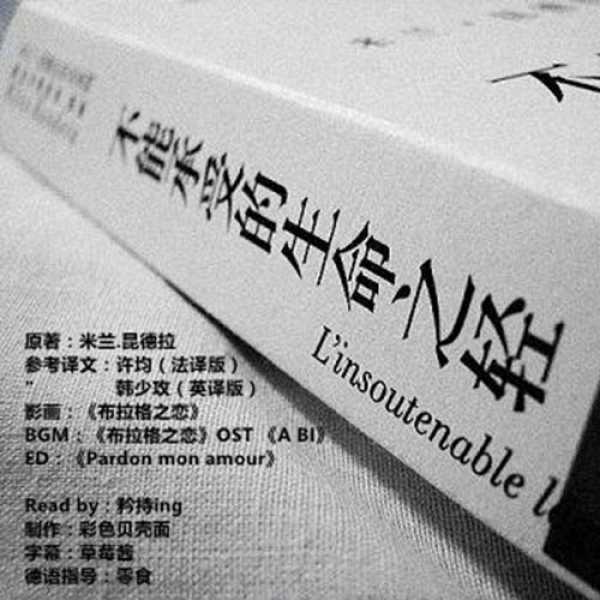 不能承受的生命之轻
L'insoutenable l
原著：米兰.昆德拉
参考译文：许均（法译版）
" 韩少攻（英译版）
影画：《布拉格之恋》
BGM：《布拉格之恋》OST 《A BI》
ED：《Pardon mon amour》
Read by：矜持ing
制作：彩色贝壳面
字幕：草莓酱
德语指导：零食